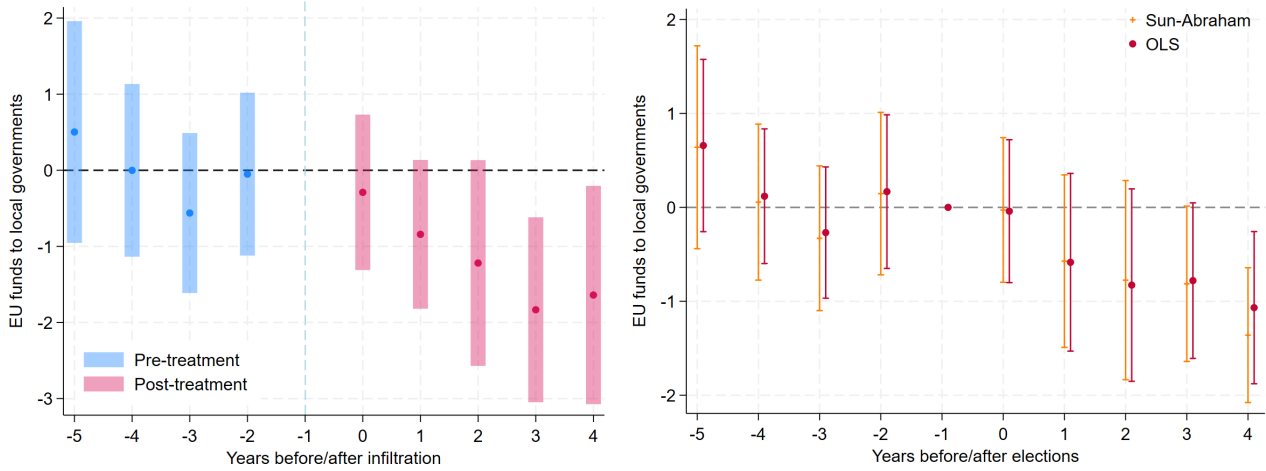 EU funds to local governments
2
1
0
-1
-2
-3
Pre-treatment
Post-treatment
-5 -4 -3 -2 -1 0 1 2 3 4
Years before/after infiltration
EU funds to local governments
2
1
0
-1
-2
Sun-Abraham
OLS
-5 -4 -3 -2 -1 0 1 2 3 4
Years before/after elections